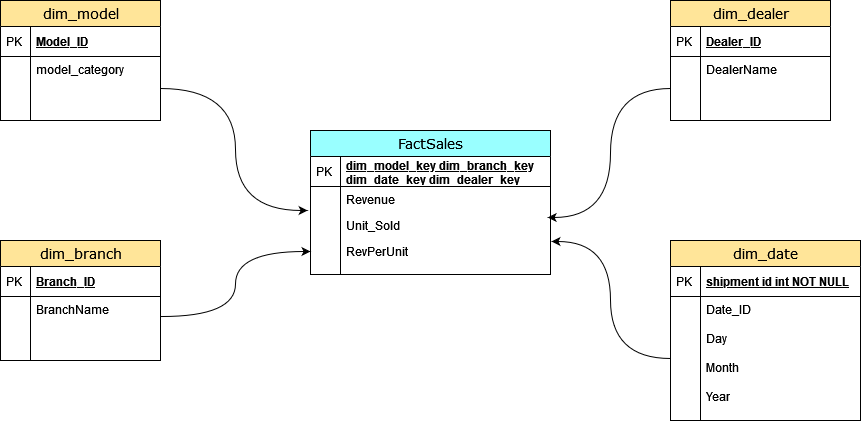 dim_model
PK Model_ID
model_category
dim_dealer
PK Dealer_ID
DealerName
FactSales
PK dim_model_key dim_branch_key
dim_date_key dim_dealer_key
Revenue
Unit_Sold
RevPerUnit
dim_branch
PK Branch_ID
BranchName
dim_date
PK shipment id int NOT NULL
Date_ID
Day
Month
Year